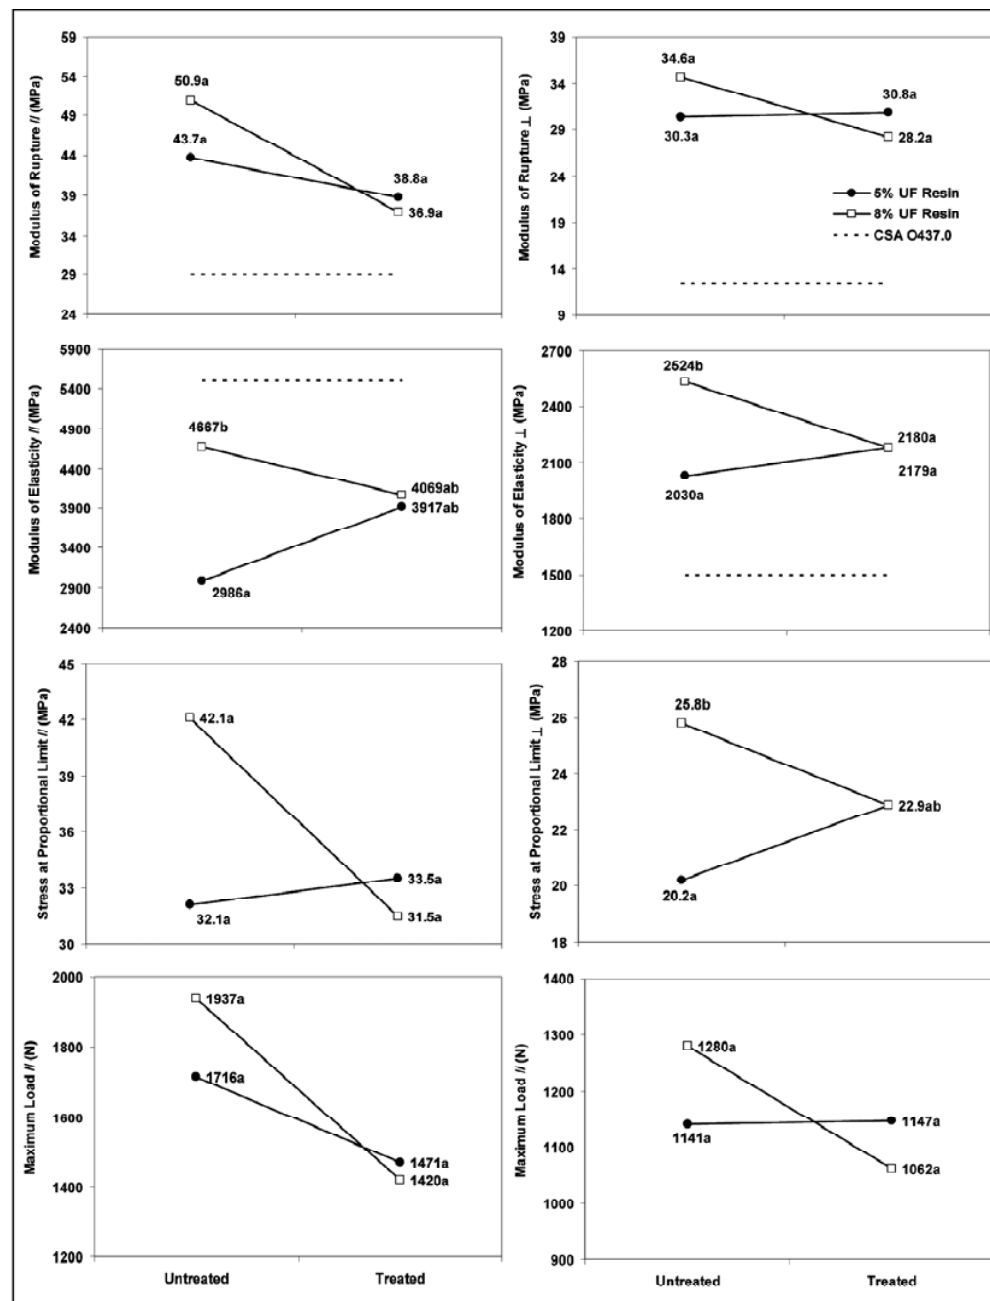 Modulus of Rupture // (MPa)
59
54
49
44
39
34
29
24
50.9a
43.7a
38.8a
36.9a
Modulus of Rupture ⊥ (MPa)
39
34
29
24
19
14
9
34.6a
30.3a
30.8a
28.2a
5% UF Resin
8% UF Resin
CSA O437.0
Modulus of Elasticity // (MPa)
5900
5400
4900
4400
3900
3400
2900
2400
4667b
4069ab
3917ab
2986a
Modulus of Elasticity ⊥ (MPa)
2700
2400
2100
1800
1500
1200
2524b
2180a
2179a
2030a
Stress at Proportional Limit // (MPa)
45
42
39
36
33
30
42.1a
33.5a
32.1a
31.5a
Stress at Proportional Limit ⊥ (MPa)
28
26
24
22
20
18
25.8b
22.9ab
20.2a
Maximum Load // (N)
2000
1800
1600
1400
1200
1937a
1716a
1471a
1420a
Untreated Treated
Maximum Load // (N)
1400
1300
1200
1100
1000
900
1280a
1141a
1147a
1062a
Untreated Treated